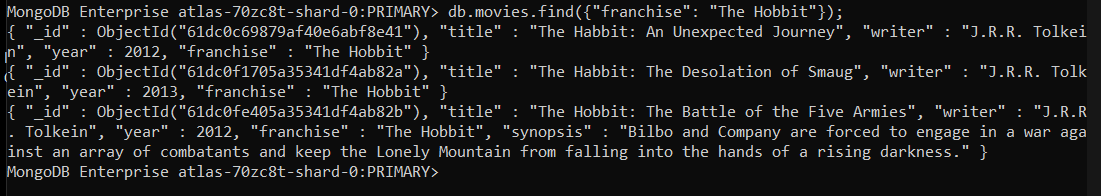 MongoDB Enterprise atlas-70zc8t-shard-0:PRIMARY> db.movies.find({"franchise": "The Hobbit"});
{ "_id" : ObjectId("61dc0c69879af40e6abf8e41"), "title" : "The Habbit: An Unexpected Journey", "writer" : "J.R.R. Tolkei
n", "year" : 2012, "franchise" : "The Hobbit" }
{ "_id" : ObjectId("61dc0f1705a35341df4ab82a"), "title" : "The Habbit: The Desolation of Smaug", "writer" : "J.R.R. Tolk
ein", "year" : 2013, "franchise" : "The Hobbit" }
{ "_id" : ObjectId("61dc0fe405a35341df4ab82b"), "title" : "The Hobbit: The Battle of the Five Armies", "writer" : "J.R.R
. Tolkein", "year" : 2012, "franchise" : "The Hobbit", "synopsis" : "Bilbo and Company are forced to engage in a war aga
inst an array of combatants and keep the Lonely Mountain from falling into the hands of a rising darkness." }
MongoDB Enterprise atlas-70zc8t-shard-0:PRIMARY>